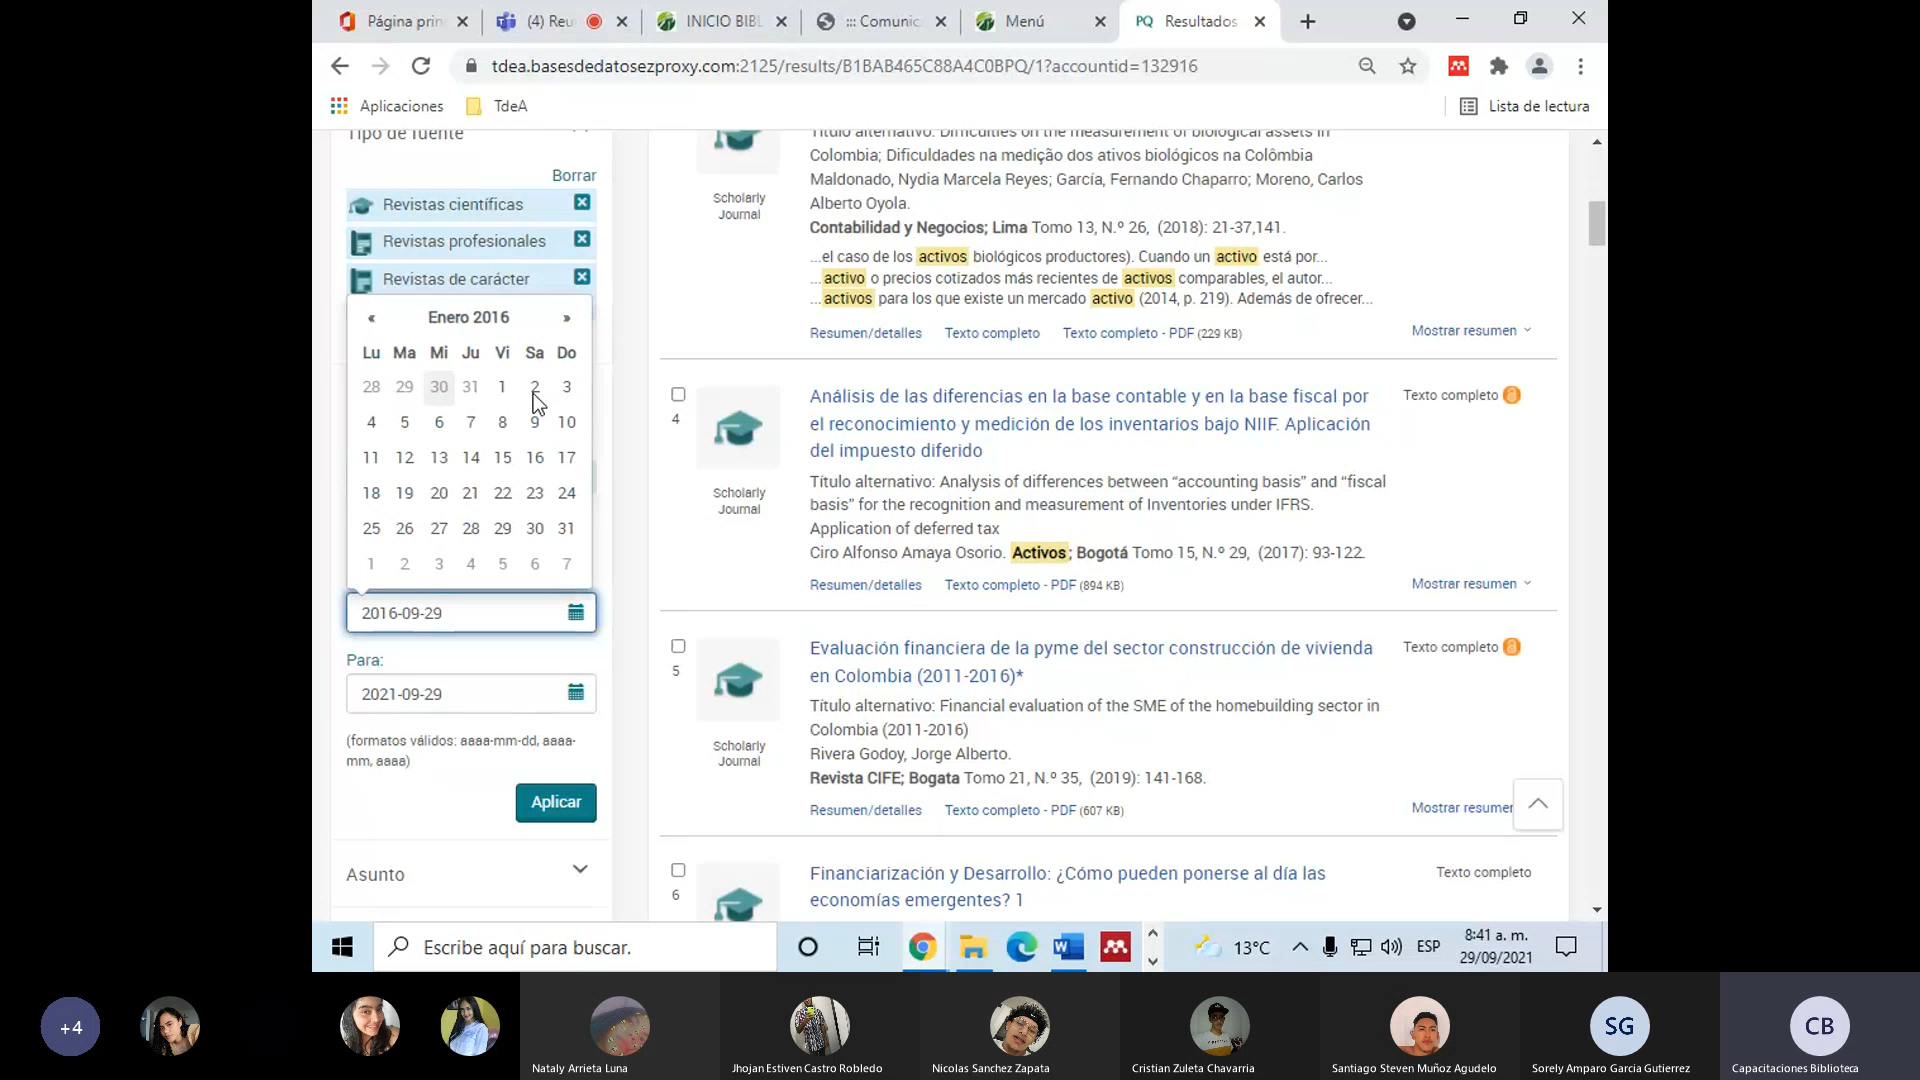 Página prin
(4) Reu
INICIO BIBL
::: Comunic
Menú
PQ Resultados
tdea.basesdedatosezproxy.com:2125/results/B1BAB465C88A4C0BPQ/1?accountid=132916
Aplicaciones
TdeA
Lista de lectura
Tipo de fuente
Borrar
Revistas científicas
Revistas profesionales
Revistas de carácter
« Enero 2016 »
Lu Ma Mi Ju Vi Sa Do
28 29 30 31 1 2 3
4 5 6 7 8 9 10
11 12 13 14 15 16 17
18 19 20 21 22 23 24
25 26 27 28 29 30 31
1 2 3 4 5 6 7
2016-09-29
Para:
2021-09-29
(formatos válidos: aaaa-mm-dd, aaaa-
mm, aaaa)
Aplicar
Asunto
Scholarly
Journal
Título alternativo: Difficulties on the measurement of biological assets in
Colombia; Dificuldades na medição dos ativos biológicos na Colômbia
Maldonado, Nydia Marcela Reyes; García, Fernando Chaparro; Moreno, Carlos
Alberto Oyola.
Contabilidad y Negocios; Lima Tomo 13, N.º 26, (2018): 21-37,141.
...el caso de los activos biológicos productores). Cuando un activo está por...
...activo o precios cotizados más recientes de activos comparables, el autor...
...activos para los que existe un mercado activo (2014, p. 219). Además de ofrecer...
Resumen/detalles Texto completo Texto completo - PDF (229 KB)
Mostrar resumen
4
Scholarly
Journal
Análisis de las diferencias en la base contable y en la base fiscal por
el reconocimiento y medición de los inventarios bajo NIIF. Aplicación
del impuesto diferido
Texto completo
Título alternativo: Analysis of differences between “accounting basis” and “fiscal
basis” for the recognition and measurement of Inventories under IFRS.
Application of deferred tax
Ciro Alfonso Amaya Osorio. Activos; Bogotá Tomo 15, N.º 29, (2017): 93-122.
Resumen/detalles Texto completo - PDF (894 KB)
Mostrar resumen
5
Scholarly
Journal
Evaluación financiera de la pyme del sector construcción de vivienda
en Colombia (2011-2016)*
Texto completo
Título alternativo: Financial evaluation of the SME of the homebuilding sector in
Colombia (2011-2016)
Rivera Godoy, Jorge Alberto.
Revista CIFE; Bogata Tomo 21, N.º 35, (2019): 141-168.
Resumen/detalles Texto completo - PDF (607 KB)
Mostrar resumen
6
Financiarización y Desarrollo: ¿Cómo pueden ponerse al día las
economías emergentes? 1
Texto completo
Escribe aquí para buscar.
13°C
ESP
8:41 a. m.
29/09/2021
+4
SG
CB
Nataly Arrieta Luna
Jhojan Estiven Castro Robledo
Nicolas Sanchez Zapata
Cristian Zuleta Chavarria
Santiago Steven Muñoz Agudelo
Sorely Amparo Garcia Gutierrez
Capacitaciones Biblioteca